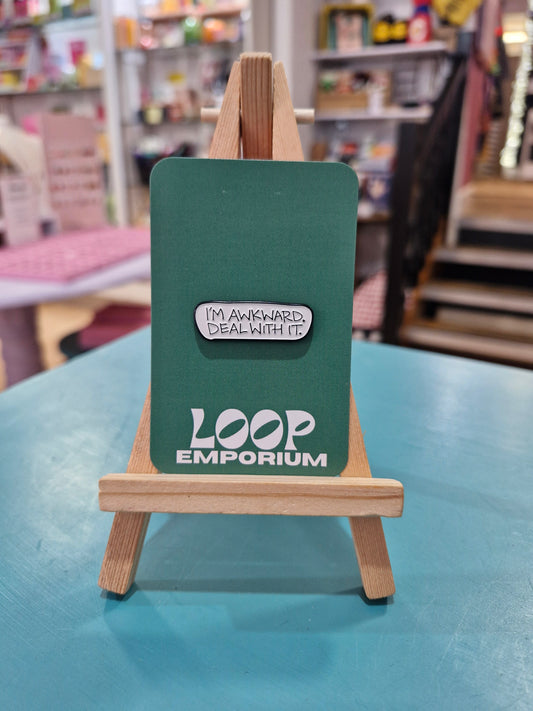 I'M AWKWARD.
DEAL WITH IT.
LOOP
EMPORIUM